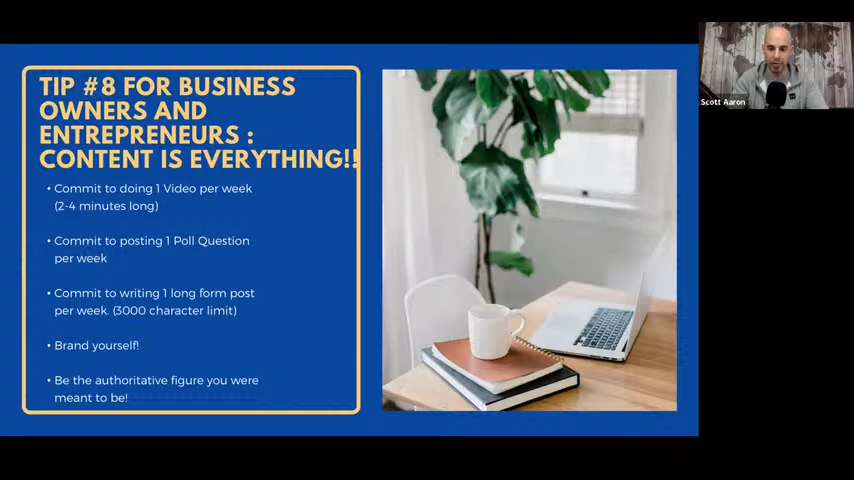 TIP #8 FOR BUSINESS
OWNERS AND
ENTREPRENEURS :
CONTENT IS EVERYTHING!!
• Commit to doing 1 Video per week
(2-4 minutes long)
• Commit to posting 1 Poll Question
per week
• Commit to writing 1 long form post
per week. (3000 character limit)
• Brand yourself!
• Be the authoritative figure you were
meant to be!
Scott Aaron